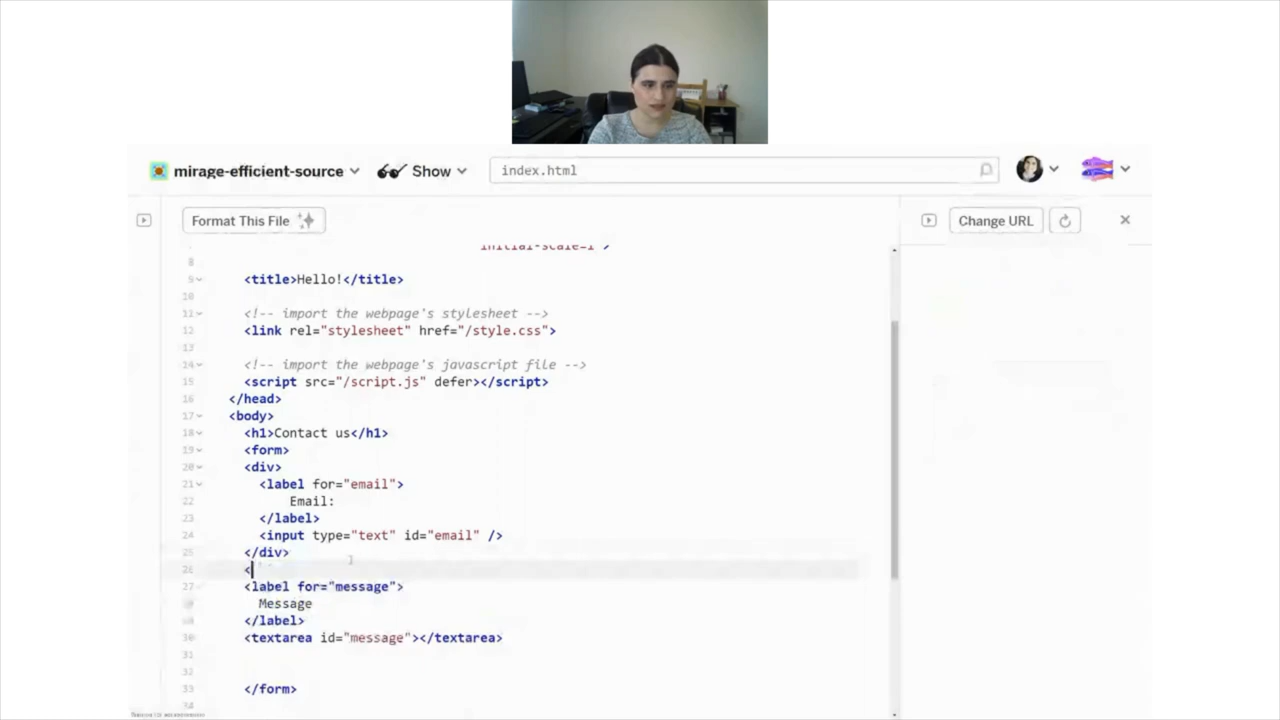 mirage-efficient-source
Show
index.html
Format This File
Change URL
initial-scale=1">
8
9 <title>Hello!</title>
10
11 <!-- import the webpage's stylesheet -->
12 <link rel="stylesheet" href="/style.css">
13
14 <!-- import the webpage's javascript file -->
15 <script src="/script.js" defer></script>
16 </head>
17 <body>
18 <h1>Contact us</h1>
19 <form>
20 <div>
21 <label for="email">
22 Email:
23 </label>
24 <input type="text" id="email" />
25 </div>
26 <
27 <label for="message">
Message
</label>
30 <textarea id="message"></textarea>
31
32
33 </form>
34